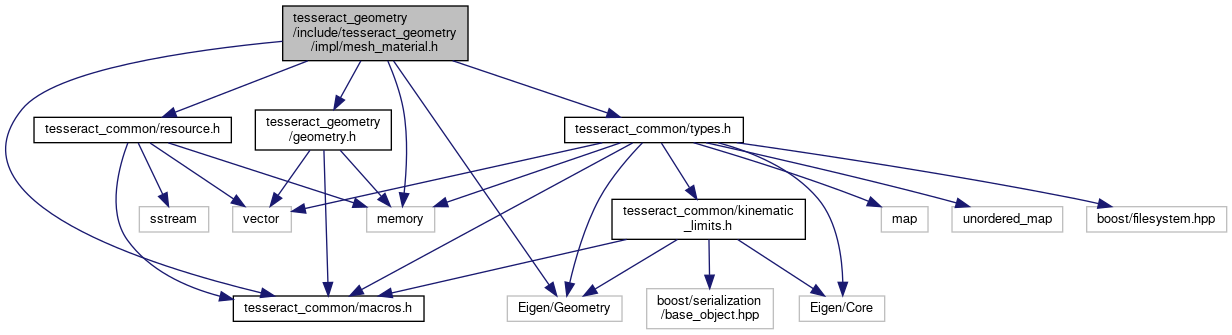 tesseract_geometry
/include/tesseract_geometry
/impl/mesh_material.h
tesseract_common/resource.h
tesseract_geometry
/geometry.h
tesseract_common/types.h
sstream
vector
memory
tesseract_common/kinematic
_limits.h
map
unordered_map
boost/filesystem.hpp
tesseract_common/macros.h
Eigen/Geometry
boost/serialization
/base_object.hpp
Eigen/Core